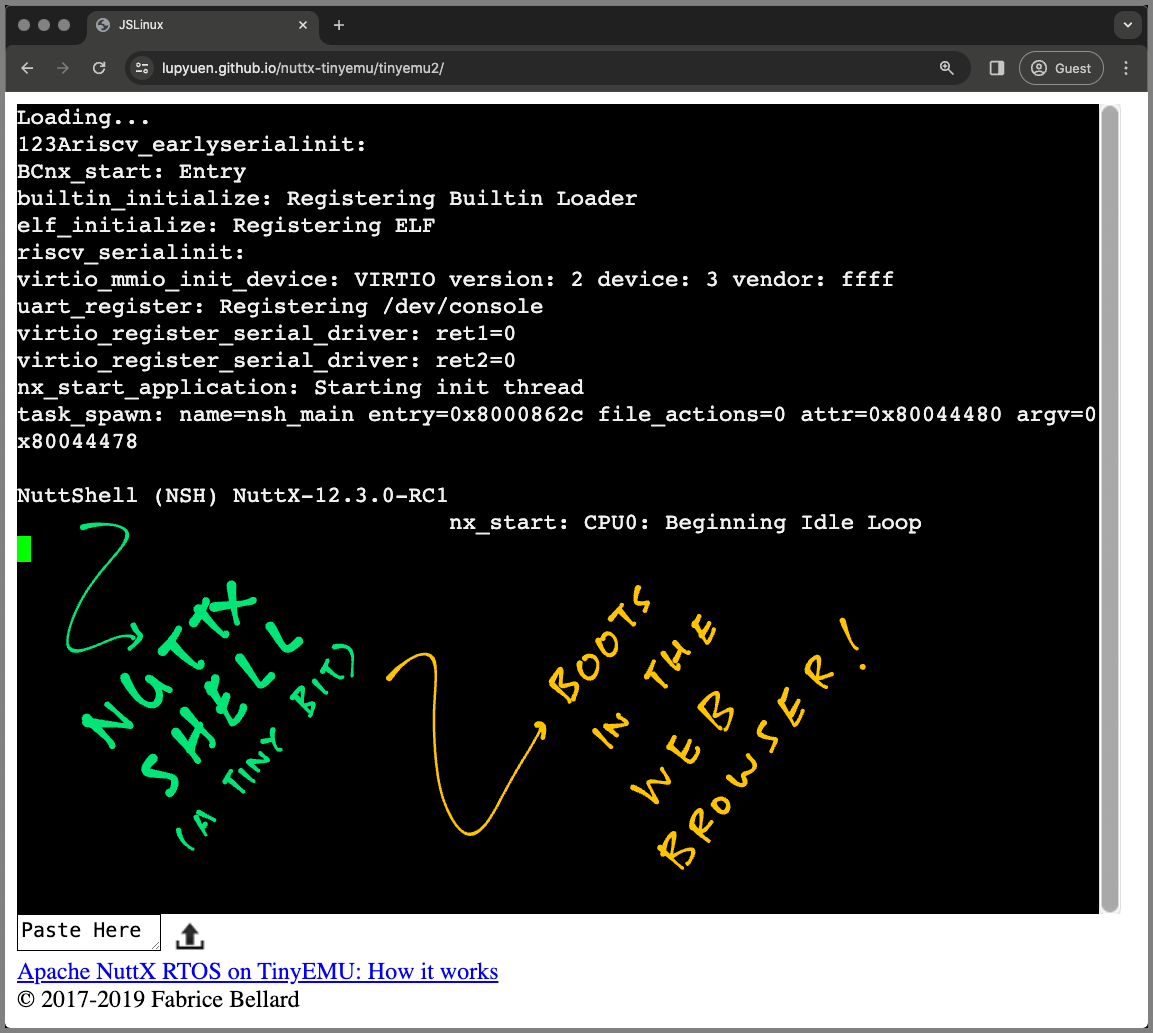 JSLinux
lupyuen.github.io/nuttx-tinyemu/tinyemu2/
Guest
Loading...
123Ariscv_earlyserialinit:
BCnx_start: Entry
builtin_initialize: Registering Builtin Loader
elf_initialize: Registering ELF
riscv_serialinit:
virtio_mmio_init_device: VIRTIO version: 2 device: 3 vendor: ffff
uart_register: Registering /dev/console
virtio_register_serial_driver: ret1=0
virtio_register_serial_driver: ret2=0
nx_start_application: Starting init thread
task_spawn: name=nsh_main entry=0x8000862c file_actions=0 attr=0x80044480 argv=0
x80044478
NuttShell (NSH) NuttX-12.3.0-RC1
nx_start: CPU0: Beginning Idle Loop
NUTTX
SHELL
(A TINY BIT)
BOOTS
IN THE
WEB
BROWSER!
Paste Here
Apache NuttX RTOS on TinyEMU: How it works
© 2017-2019 Fabrice Bellard